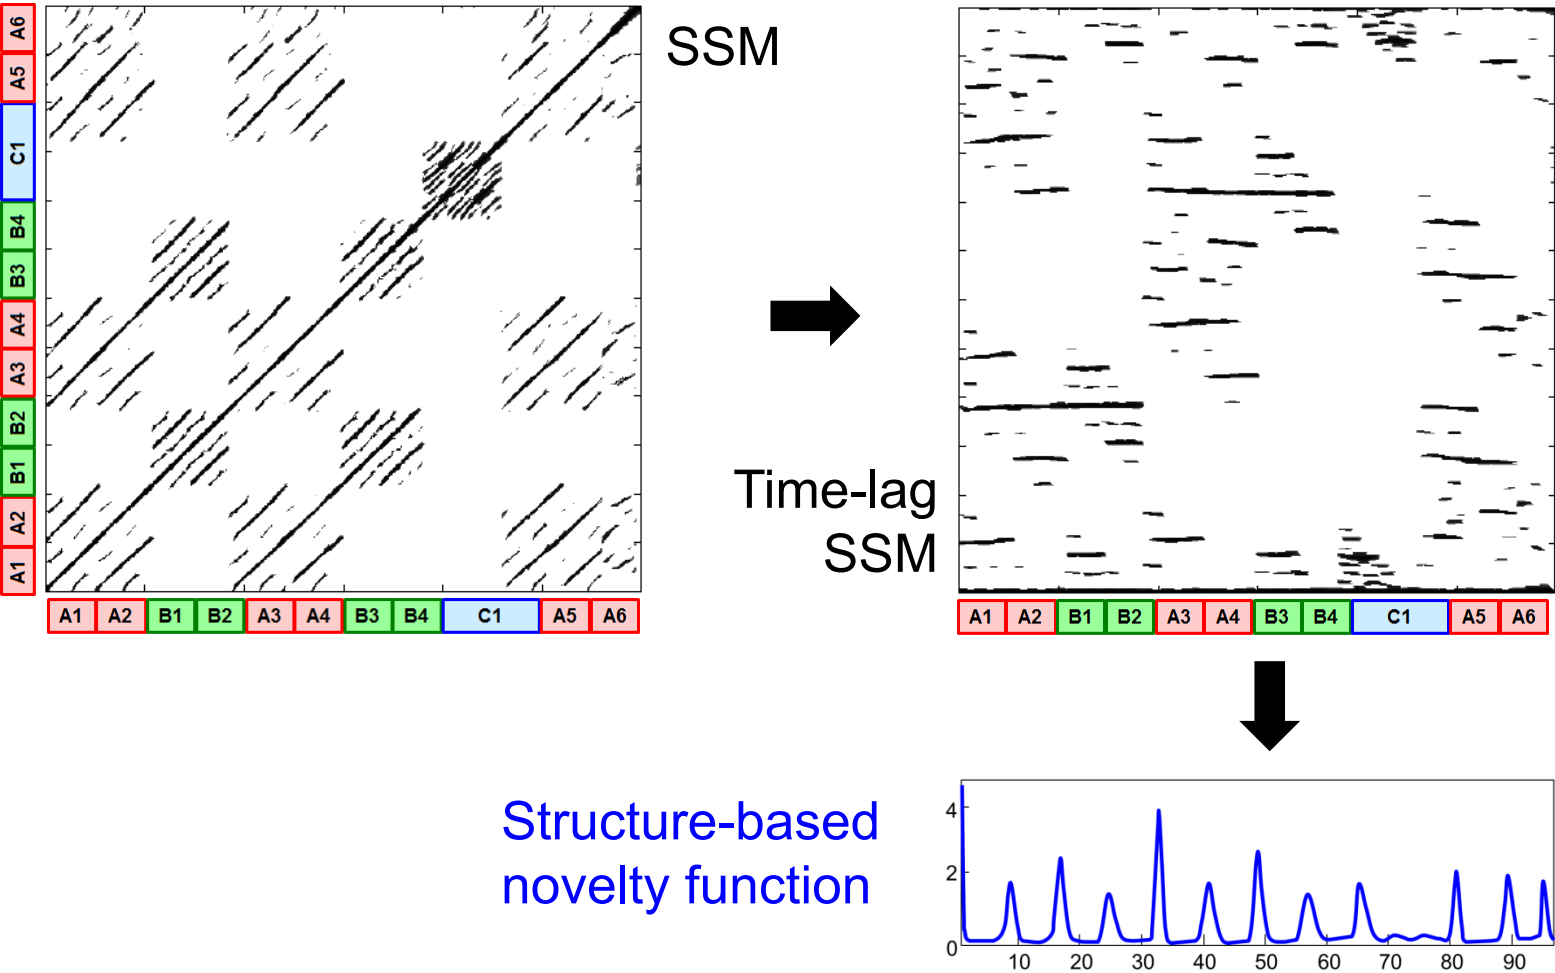 A6
A5
C1
B4
B3
A4
A3
B2
B1
A2
A1
A1 A2 B1 B2 A3 A4 B3 B4 C1 A5 A6
SSM
Time-lag
SSM
A1 A2 B1 B2 A3 A4 B3 B4 C1 A5 A6
Structure-based
novelty function
4
2
0
10 20 30 40 50 60 70 80 90